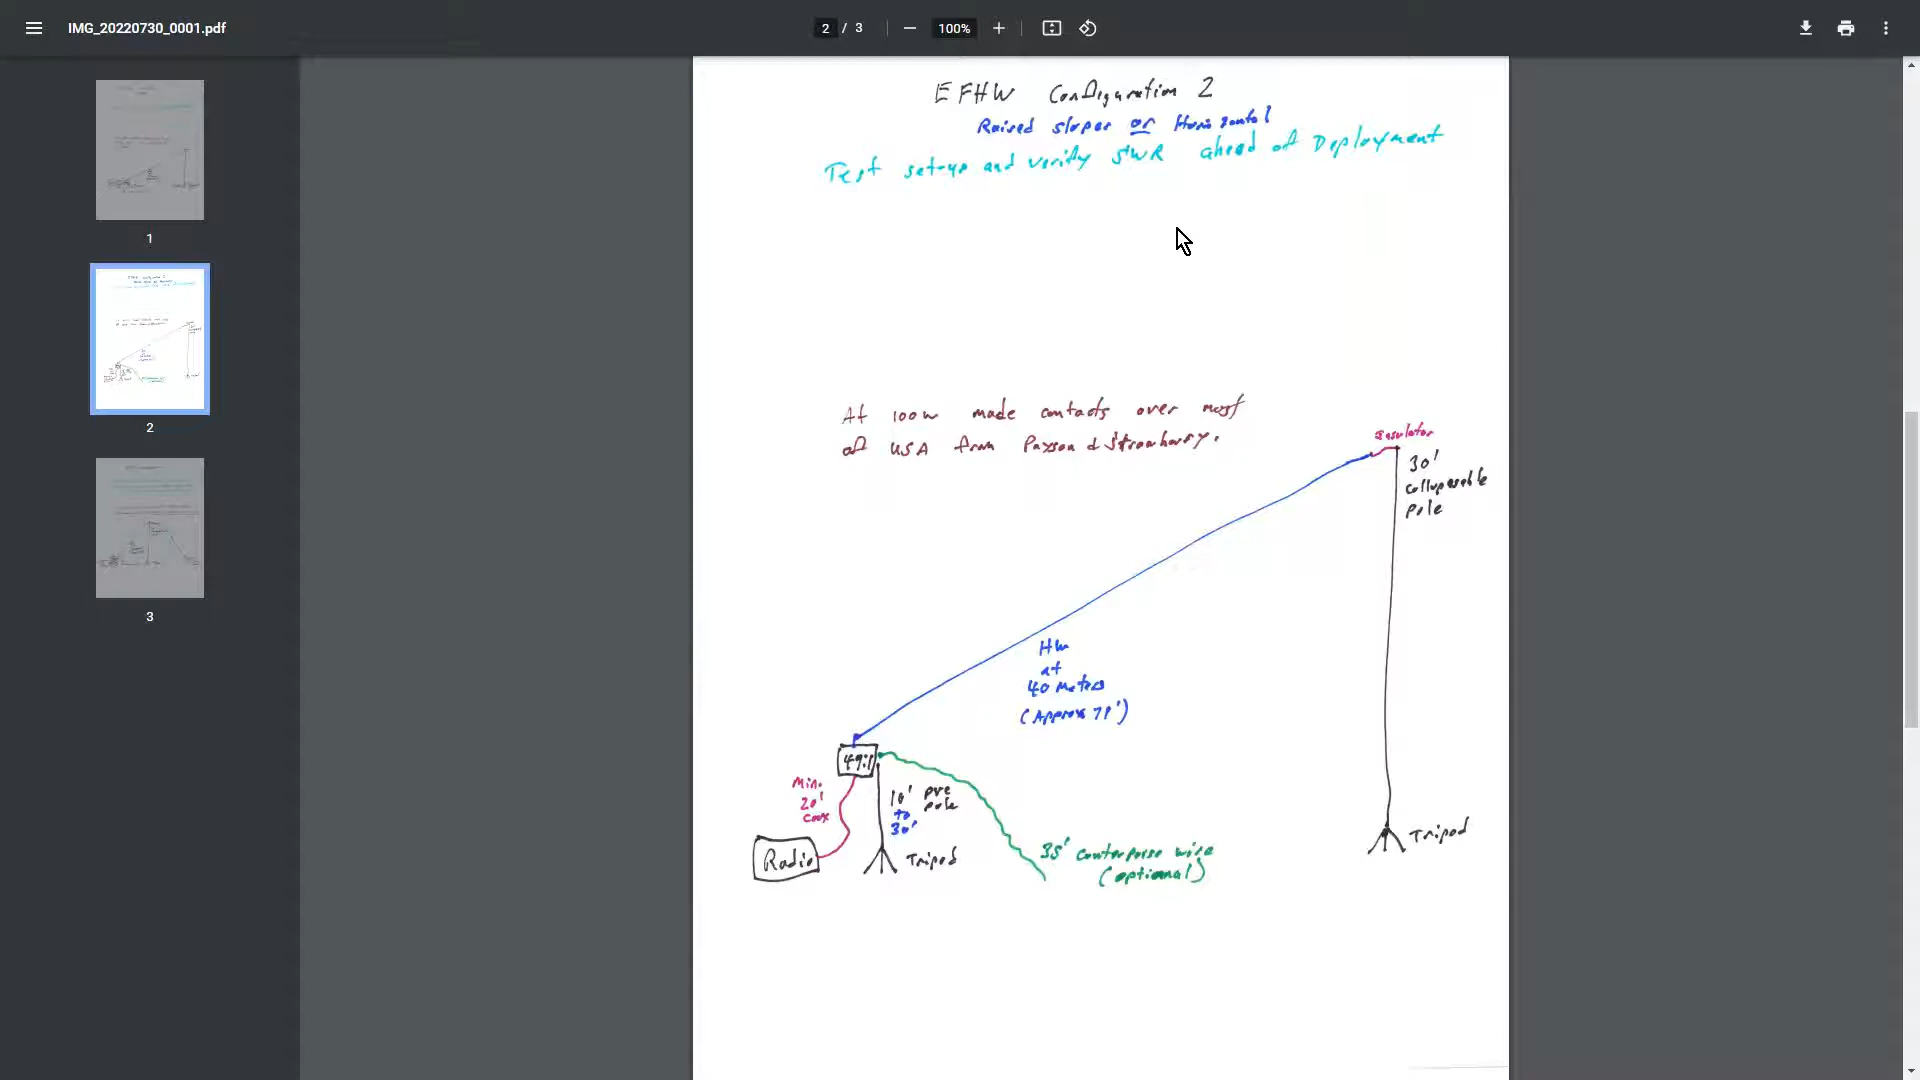 IMG_20220730_0001.pdf
2 / 3
100%
1
2
3
EFHW Configuration 2
Raised sloper or Horizontal
Test set-up and verify SWR ahead of Deployment
At 100w made contacts over most
of USA from Payson & Strawberry.
Insulator
30'
collapsable
pole
HW
at
40 Meters
(Approx 71')
49:1
Min.
20'
coax
10' pvc
pole
to
30'
Radio
Tripod
35' conterpoise wire
(optional)
Tripod